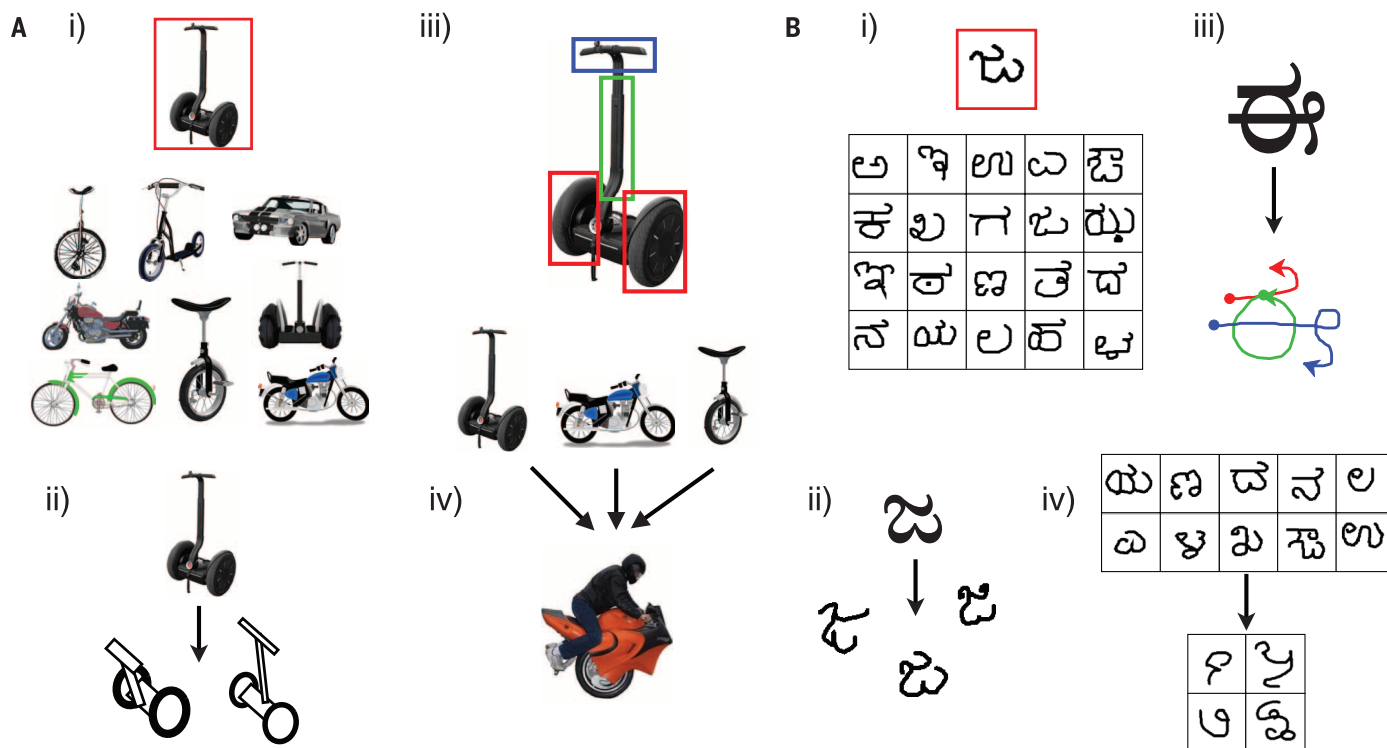 A i) iii) B i) iii)
ಜ
ಈ
ಅ ಇ ಉ ಎ ಔ
ಕ ಖ ಗ ಜ ಝ
ಞ ಠ ಣ ತ ದ
ನ ಯ ಲ ಹ ಳ
ii) iv) ii) iv)
ಜ
ಜ ಜ ಜ
ಯ ಣ ದ ನ ಲ
ಎ ಳ ಖ ಔ ಉ